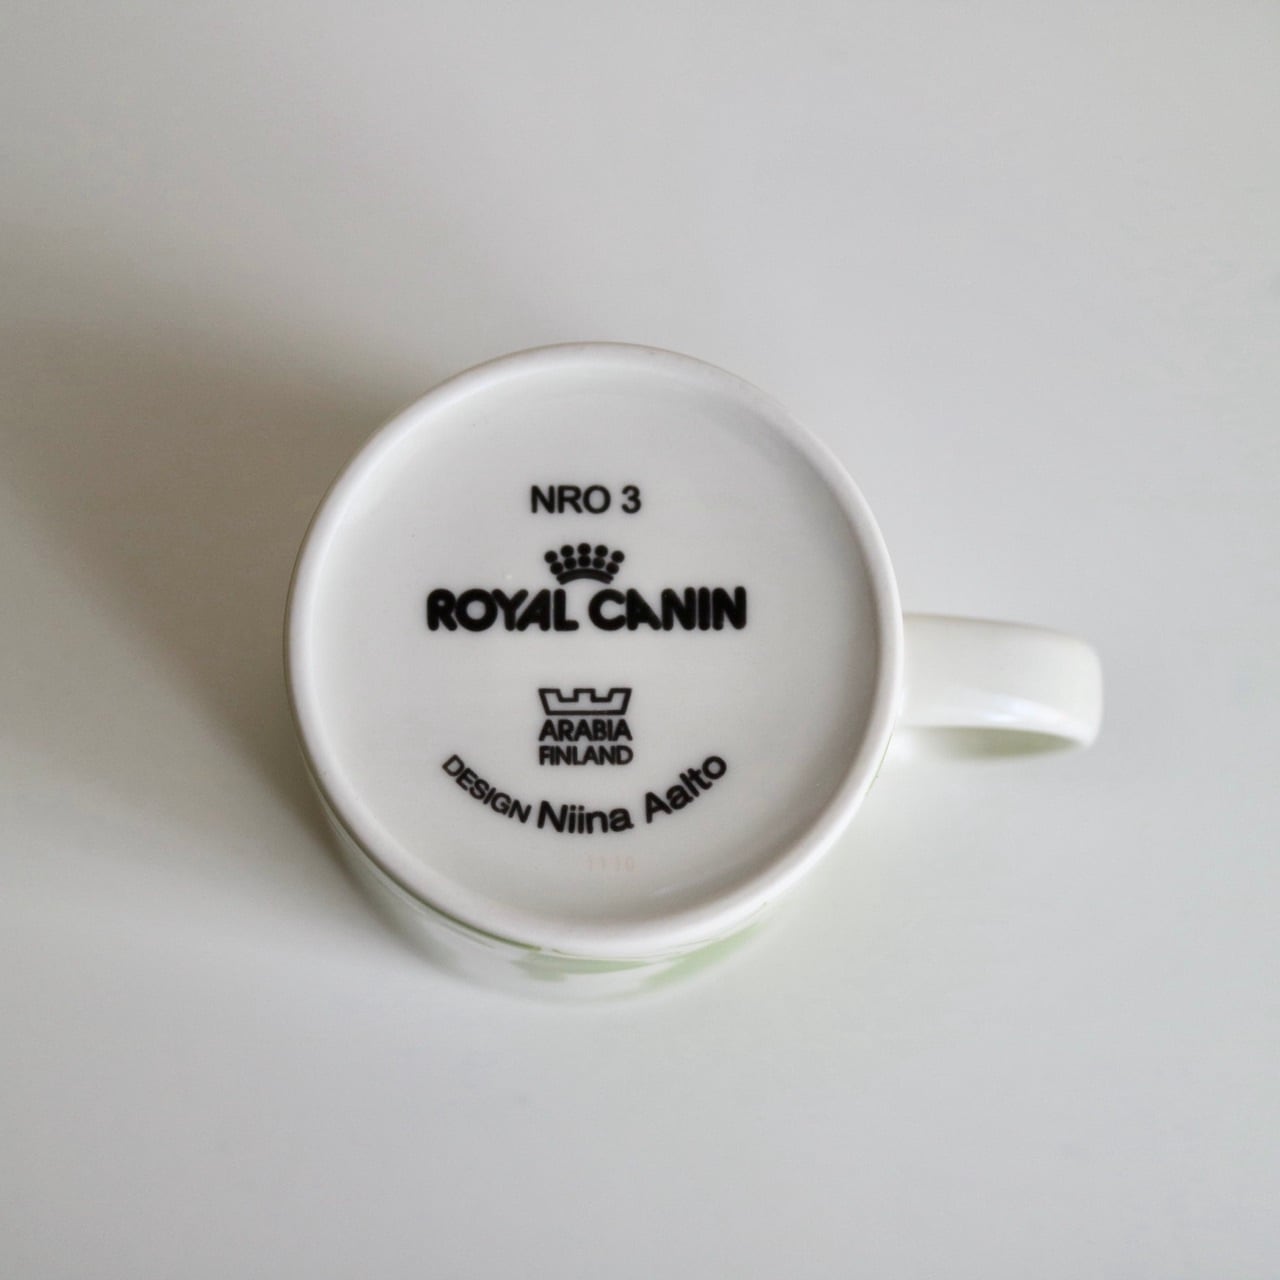 NRO 3
ROYAL CANIN
ARABIA
FINLAND
DESIGN Niina Aalto